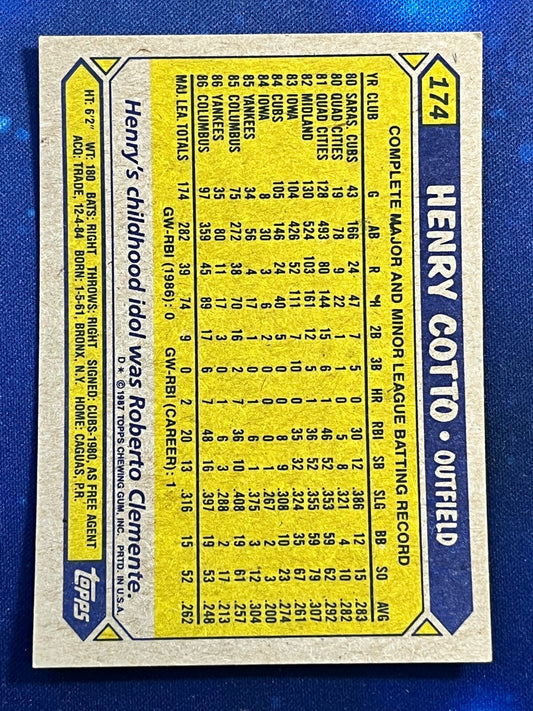 174 HENRY COTTO • OUTFIELD
COMPLETE MAJOR AND MINOR LEAGUE BATTING RECORD
YR CLUB G AB R *H 2B 3B HR RBI SB SLG BB SO AVG
80 SARAS. CUBS 43 166 24 47 7 5 0 30 12 .386 12 15 .283
80 QUAD CITIES 19 78 9 22 1 1 0 5 4 .321 4 10 .282
81 QUAD CITIES 128 493 80 144 15 6 1 46 52 .353 59 62 .292
82 MIDLAND 130 524 103 161 12 5 1 36 52 .355 59 79 .307
83 IOWA 104 426 52 111 7 10 0 35 32 .324 35 67 .261
84 CUBS 105 146 24 40 5 0 0 8 9 .308 10 23 .274
84 IOWA 8 30 3 6 2 0 0 0 1 .267 2 3 .200
85 YANKEES 34 56 4 17 1 0 1 6 1 .375 3 12 .304
85 COLUMBUS 75 272 38 70 16 2 7 36 10 .408 19 61 .257
86 YANKEES 35 80 11 17 3 0 1 6 3 .288 2 17 .213
86 COLUMBUS 97 359 45 89 17 6 7 48 16 .397 19 53 .248
MAJ. LEA. TOTALS 174 282 39 74 9 0 2 20 13 .316 15 52 .262
GW-RBI (1986): 0 GW-RBI (CAREER): 1
Henry's childhood idol was Roberto Clemente.
D* ©1987 TOPPS CHEWING GUM, INC. PRTD. IN U.S.A.
HT: 6'2" WT: 180 BATS: RIGHT THROWS: RIGHT SIGNED: CUBS-1980, AS FREE AGENT
ACQ: TRADE, 12-4-84 BORN: 1-5-61, BRONX, N.Y. HOME: CAGUAS, P.R.
topps